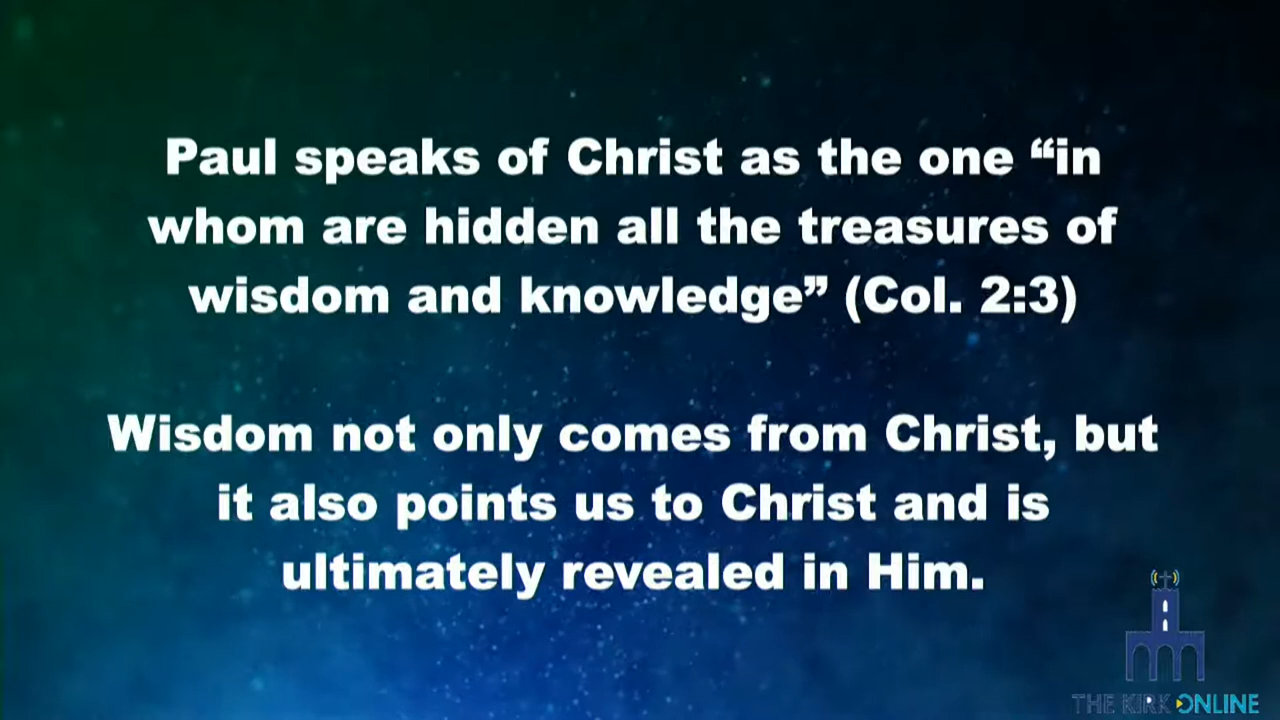 Paul speaks of Christ as the one “in
whom are hidden all the treasures of
wisdom and knowledge” (Col. 2:3)
Wisdom not only comes from Christ, but
it also points us to Christ and is
ultimately revealed in Him.
THE KIRK ONLINE